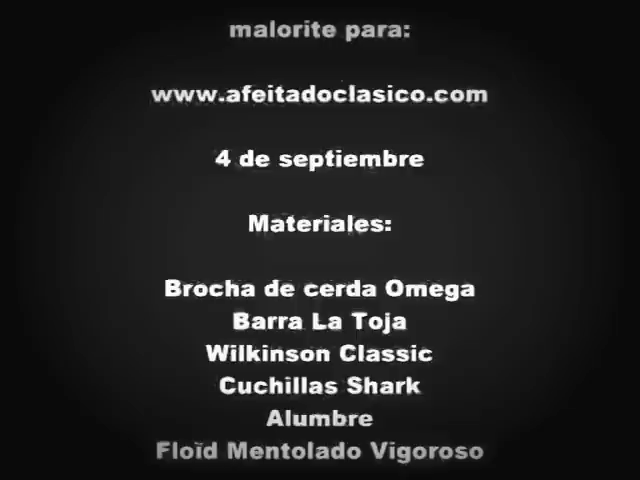 malorite para:
www.afeitadoclasico.com
4 de septiembre
Materiales:
Brocha de cerda Omega
Barra La Toja
Wilkinson Classic
Cuchillas Shark
Alumbre
Floïd Mentolado Vigoroso